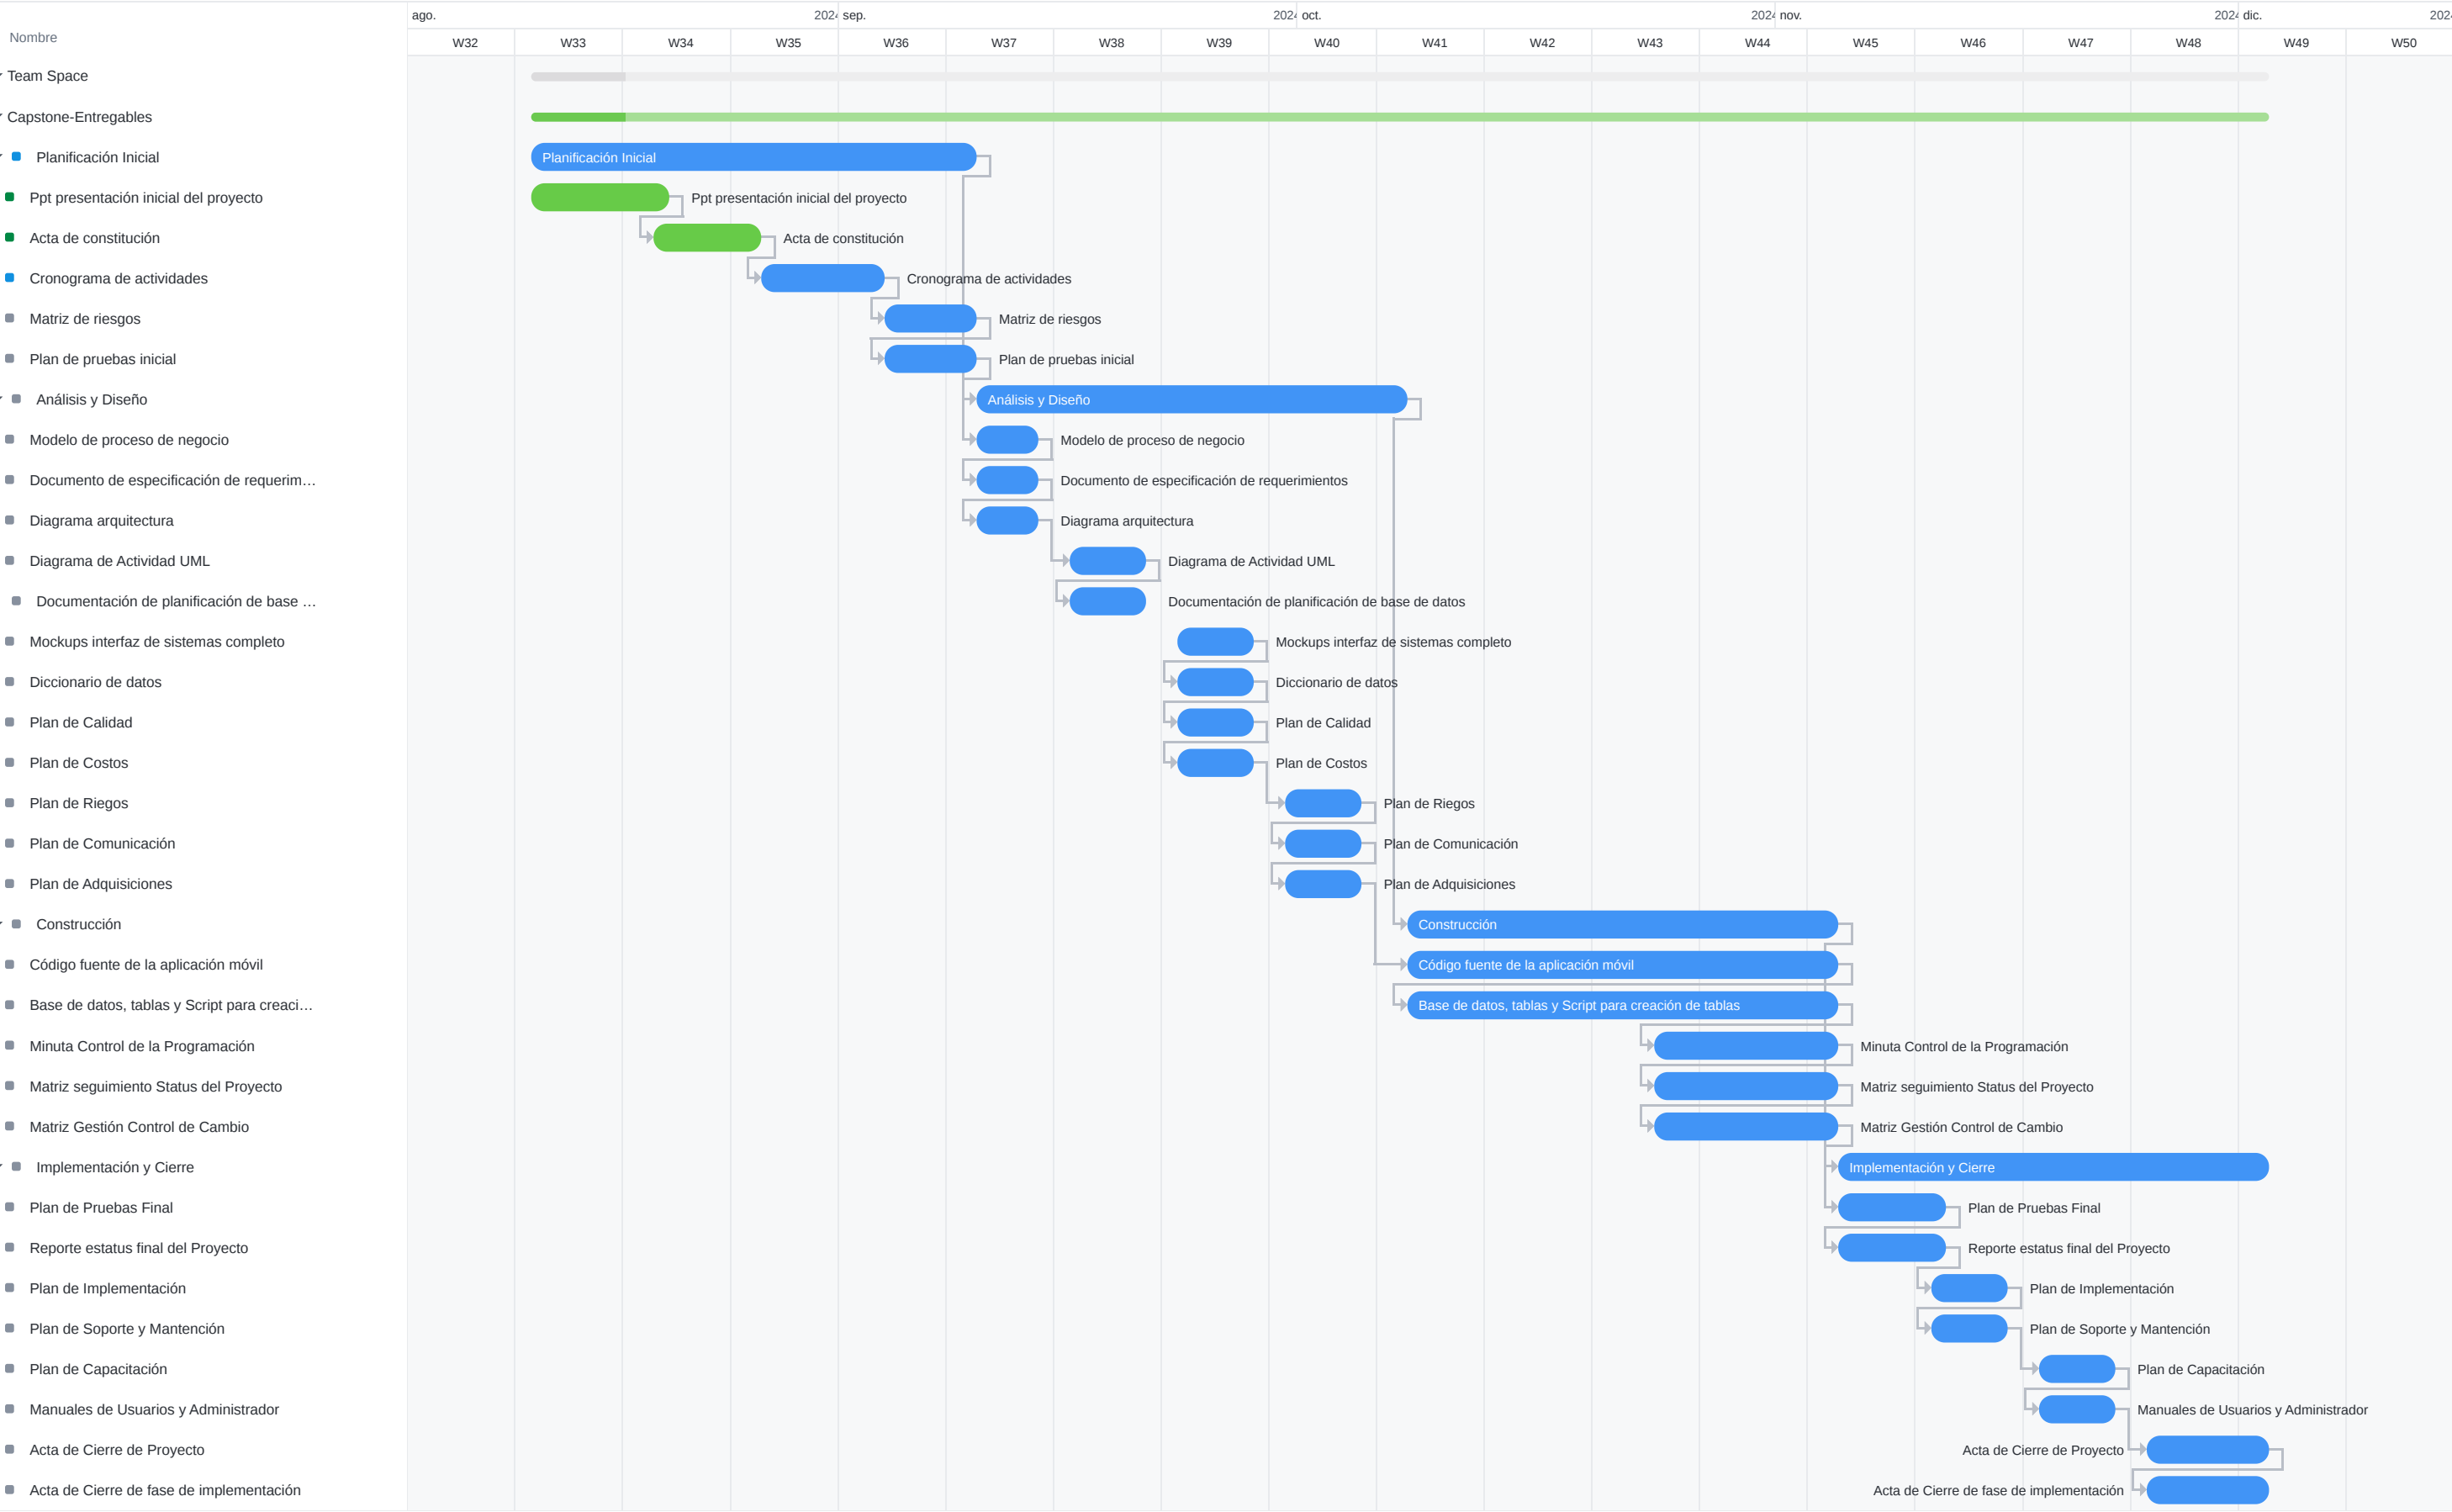 ago.
2024 sep.
2024 oct.
2024 nov.
2024 dic.
202
Nombre
W32 W33 W34 W35 W36 W37 W38 W39 W40 W41 W42 W43 W44 W45 W46 W47 W48 W49 W50
Team Space
Capstone-Entregables
Planificación Inicial Planificación Inicial
Ppt presentación inicial del proyecto Ppt presentación inicial del proyecto
Acta de constitución Acta de constitución
Cronograma de actividades Cronograma de actividades
Matriz de riesgos Matriz de riesgos
Plan de pruebas inicial Plan de pruebas inicial
Análisis y Diseño Análisis y Diseño
Modelo de proceso de negocio Modelo de proceso de negocio
Documento de especificación de requerim… Documento de especificación de requerimientos
Diagrama arquitectura Diagrama arquitectura
Diagrama de Actividad UML Diagrama de Actividad UML
Documentación de planificación de base … Documentación de planificación de base de datos
Mockups interfaz de sistemas completo Mockups interfaz de sistemas completo
Diccionario de datos Diccionario de datos
Plan de Calidad Plan de Calidad
Plan de Costos Plan de Costos
Plan de Riegos Plan de Riegos
Plan de Comunicación Plan de Comunicación
Plan de Adquisiciones Plan de Adquisiciones
Construcción Construcción
Código fuente de la aplicación móvil Código fuente de la aplicación móvil
Base de datos, tablas y Script para creaci… Base de datos, tablas y Script para creación de tablas
Minuta Control de la Programación Minuta Control de la Programación
Matriz seguimiento Status del Proyecto Matriz seguimiento Status del Proyecto
Matriz Gestión Control de Cambio Matriz Gestión Control de Cambio
Implementación y Cierre Implementación y Cierre
Plan de Pruebas Final Plan de Pruebas Final
Reporte estatus final del Proyecto Reporte estatus final del Proyecto
Plan de Implementación Plan de Implementación
Plan de Soporte y Mantención Plan de Soporte y Mantención
Plan de Capacitación Plan de Capacitación
Manuales de Usuarios y Administrador Manuales de Usuarios y Administrador
Acta de Cierre de Proyecto Acta de Cierre de Proyecto
Acta de Cierre de fase de implementación Acta de Cierre de fase de implementación